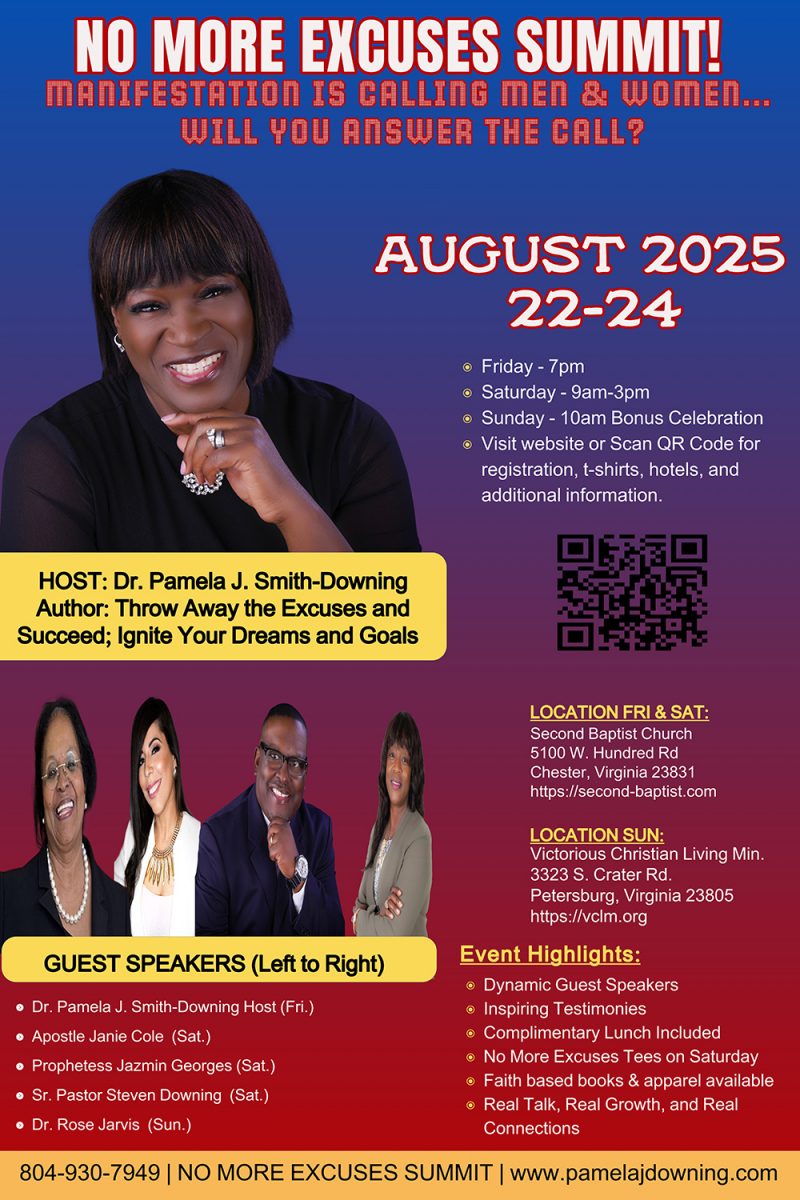 NO MORE EXCUSES SUMMIT!
MANIFESTATION IS CALLING MEN & WOMEN...
WILL YOU ANSWER THE CALL?
AUGUST 2025
22-24
Friday - 7pm
Saturday - 9am-3pm
Sunday - 10am Bonus Celebration
Visit website or Scan QR Code for
registration, t-shirts, hotels, and
additional information.
HOST: Dr. Pamela J. Smith-Downing
Author: Throw Away the Excuses and
Succeed; Ignite Your Dreams and Goals
LOCATION FRI & SAT:
Second Baptist Church
5100 W. Hundred Rd
Chester, Virginia 23831
https://second-baptist.com
LOCATION SUN:
Victorious Christian Living Min.
3323 S. Crater Rd.
Petersburg, Virginia 23805
https://vclm.org
GUEST SPEAKERS (Left to Right)
Dr. Pamela J. Smith-Downing Host (Fri.)
Apostle Janie Cole (Sat.)
Prophetess Jazmin Georges (Sat.)
Sr. Pastor Steven Downing (Sat.)
Dr. Rose Jarvis (Sun.)
Event Highlights:
Dynamic Guest Speakers
Inspiring Testimonies
Complimentary Lunch Included
No More Excuses Tees on Saturday
Faith based books & apparel available
Real Talk, Real Growth, and Real
Connections
804-930-7949 | NO MORE EXCUSES SUMMIT | www.pamelajdowning.com